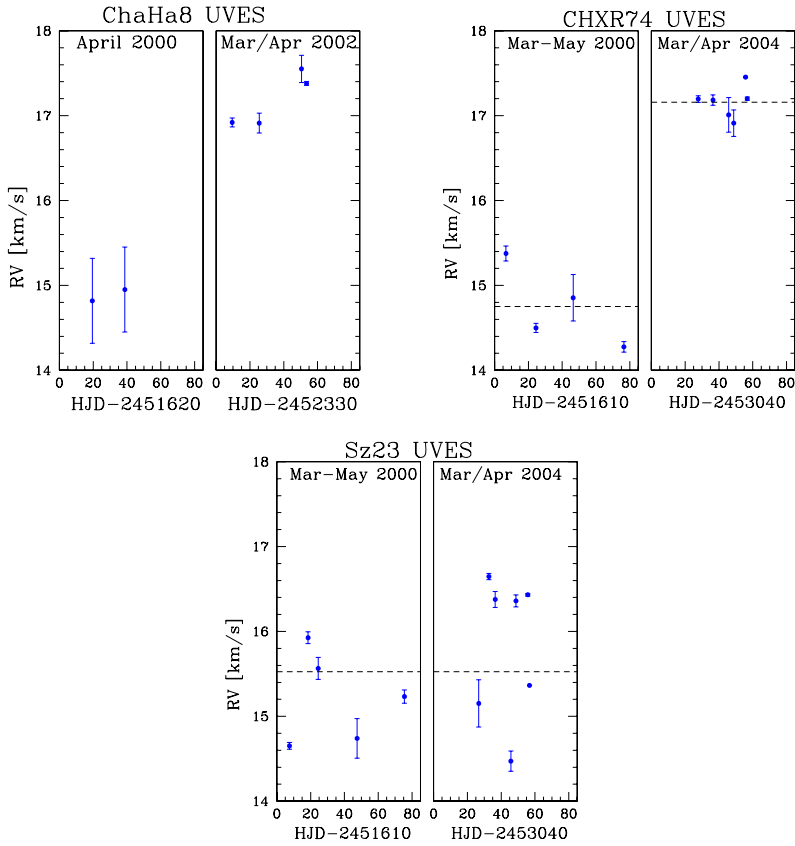 ChaHa8 UVES
April 2000
Mar/Apr 2002
18
17
16
15
14
RV [km/s]
0 20 40 60 80
0 20 40 60 80
HJD-2451620
HJD-2452330
CHXR74 UVES
Mar-May 2000
Mar/Apr 2004
18
17
16
15
14
RV [km/s]
0 20 40 60 80
0 20 40 60 80
HJD-2451610
HJD-2453040
Sz23 UVES
Mar-May 2000
Mar/Apr 2004
18
17
16
15
14
RV [km/s]
0 20 40 60 80
0 20 40 60 80
HJD-2451610
HJD-2453040